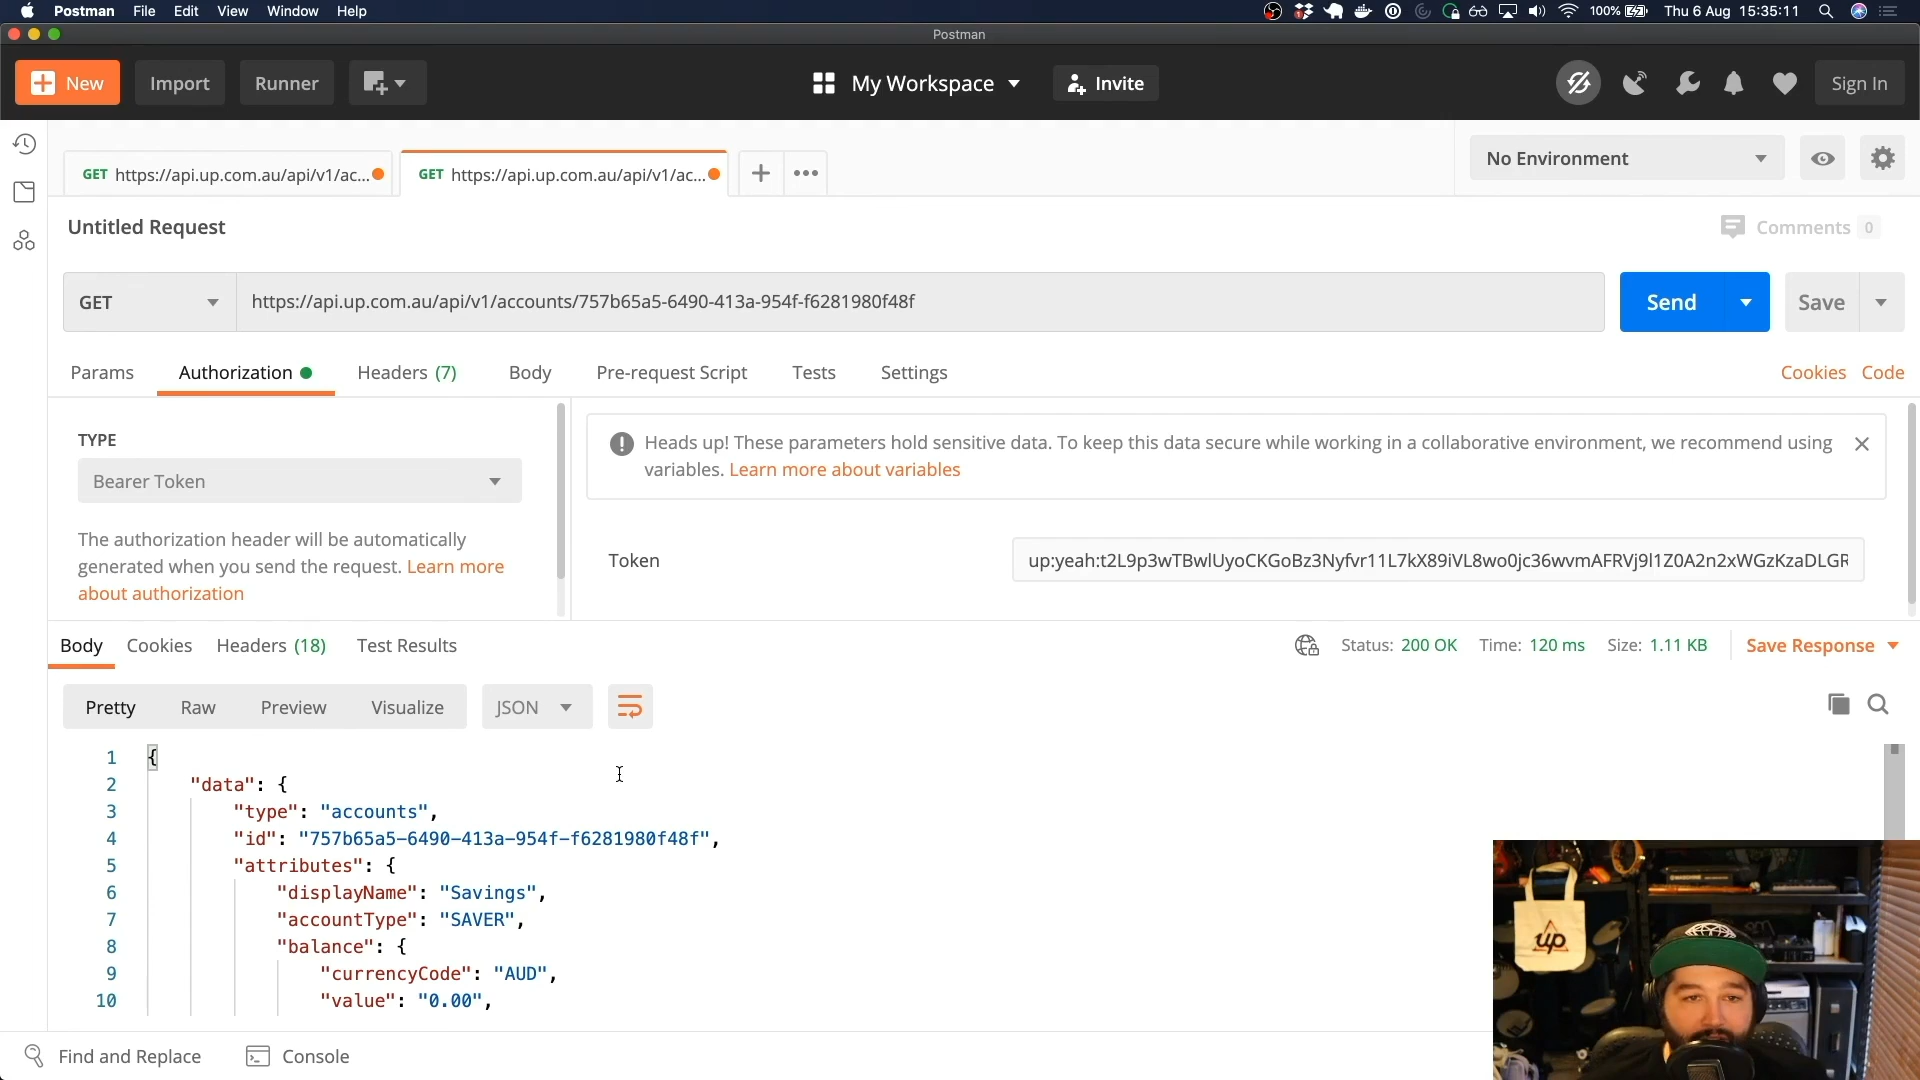 Postman File Edit View Window Help 100% Thu 6 Aug 15:35:11
Postman
New Import Runner My Workspace Invite Sign In
GET https://api.up.com.au/api/v1/ac... GET https://api.up.com.au/api/v1/ac... No Environment
Untitled Request Comments 0
GET https://api.up.com.au/api/v1/accounts/757b65a5-6490-413a-954f-f6281980f48f Send Save
Params Authorization Headers (7) Body Pre-request Script Tests Settings Cookies Code
TYPE
Bearer Token
The authorization header will be automatically
generated when you send the request. Learn more
about authorization
Heads up! These parameters hold sensitive data. To keep this data secure while working in a collaborative environment, we recommend using
variables. Learn more about variables
Token up:yeah:t2L9p3wTBwlUyoCKGoBz3Nyfvr11L7kX89iVL8wo0jc36wvmAFRVj9l1Z0A2n2xWGzKzaDLGR
Body Cookies Headers (18) Test Results Status: 200 OK Time: 120 ms Size: 1.11 KB Save Response
Pretty Raw Preview Visualize JSON
1 {
2 "data": {
3 "type": "accounts",
4 "id": "757b65a5-6490-413a-954f-f6281980f48f",
5 "attributes": {
6 "displayName": "Savings",
7 "accountType": "SAVER",
8 "balance": {
9 "currencyCode": "AUD",
10 "value": "0.00",
up
Find and Replace Console